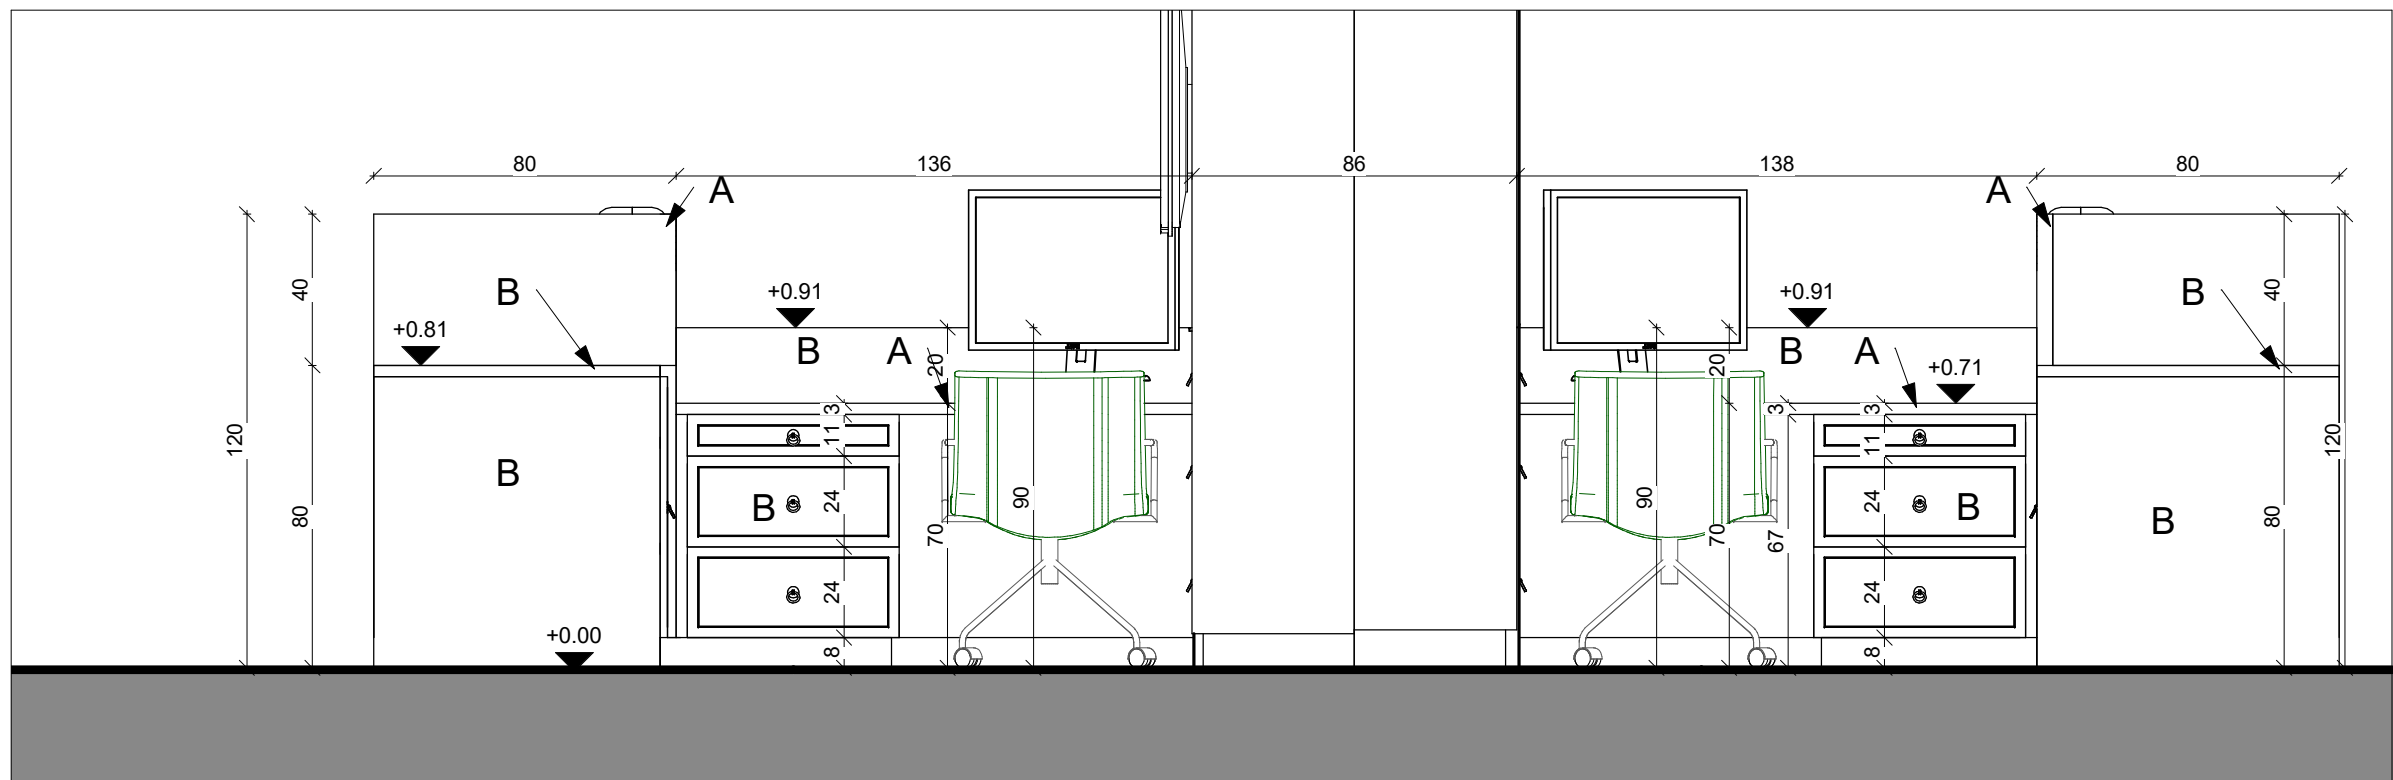 80 136 86 138 80
A A
40 B +0.91 +0.91 B 40
+0.81 B A 20 B A 20 +0.71
3 3 3
120 11 11 120
B 24 B 24 B B
80 90 90 80
70 70 67
24 24
+0.00 8 8